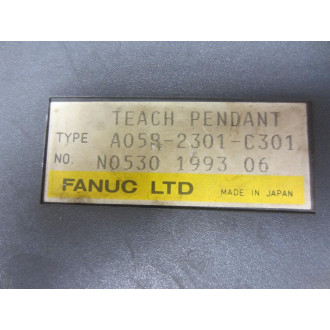 TEACH PENDANT
TYPE A05B-2301-C301
NO. N0530 1993 06
FANUC LTD MADE IN JAPAN